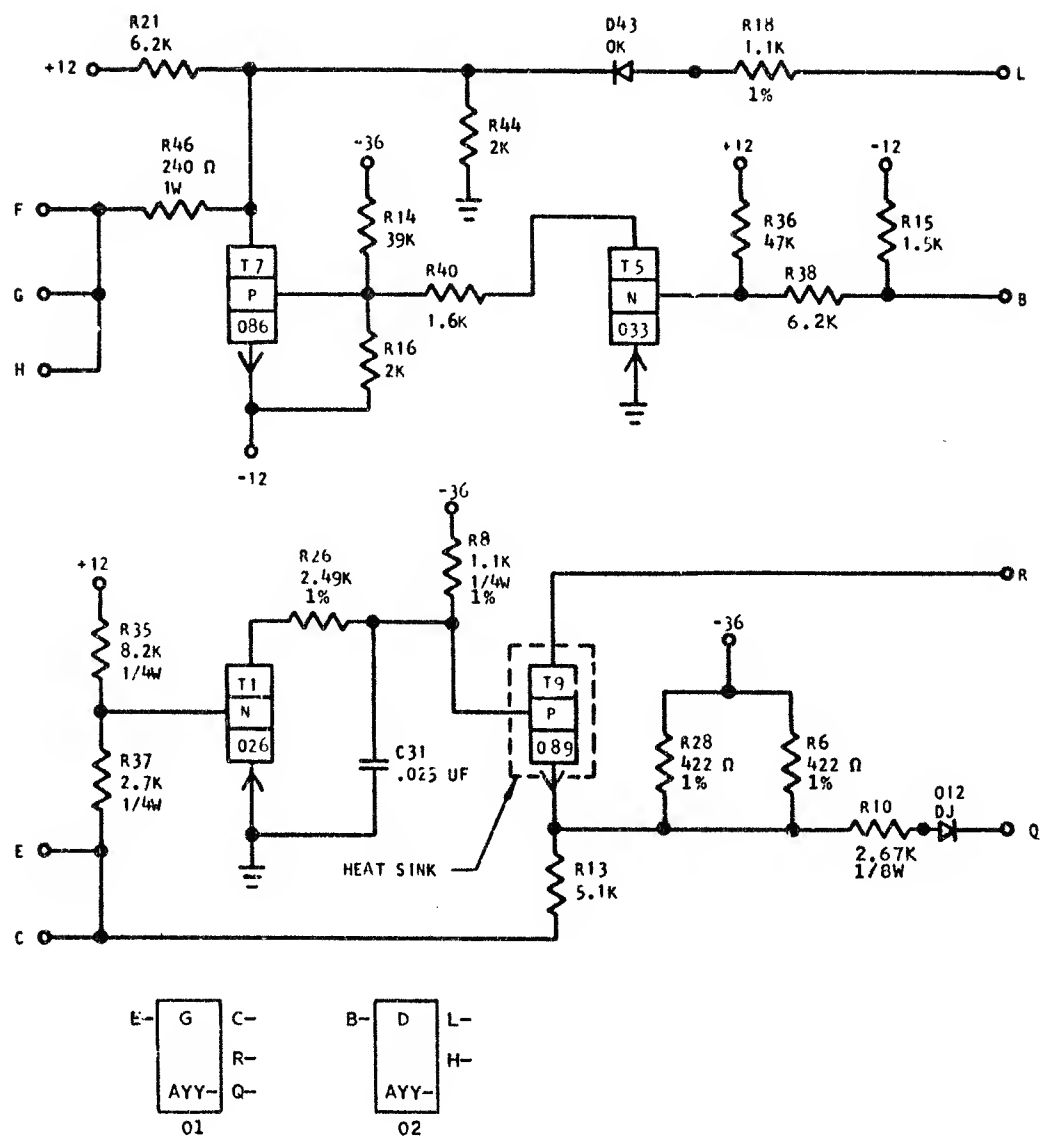 R21
6.2K
+12
D43
OK
R18
1.1K
1%
L
R44
2K
R46
240 Ω
1W
-36
R14
39K
+12
R36
47K
-12
R15
1.5K
F
G
H
T7
P
086
R40
1.6K
T5
N
033
R38
6.2K
B
R16
2K
-12
-36
R8
1.1K
1/4W
1%
+12
R26
2.49K
1%
R
R35
8.2K
1/4W
T1
N
026
-36
T9
P
089
R37
2.7K
1/4W
C31
.025 UF
R28
422 Ω
1%
R6
422 Ω
1%
R10
2.67K
1/8W
DJ
Q
E
HEAT SINK
R13
5.1K
C
E- G C-
R-
AYY- Q-
01
B- D L-
H-
AYY-
02